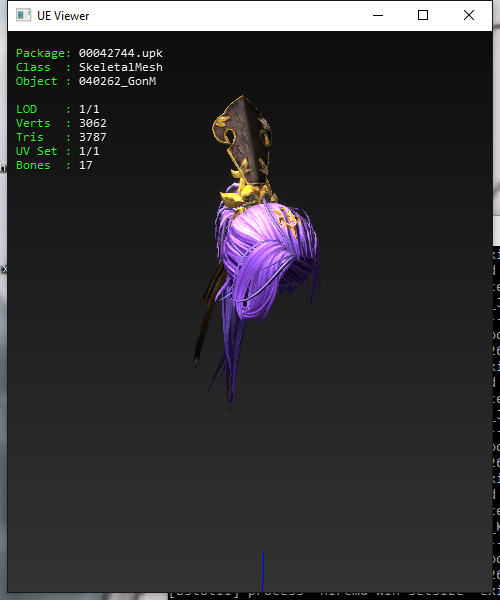 UE Viewer
Package: 00042744.upk
Class : SkeletalMesh
Object : 040262_GonM
LOD : 1/1
Verts : 3062
Tris : 3787
UV Set : 1/1
Bones : 17